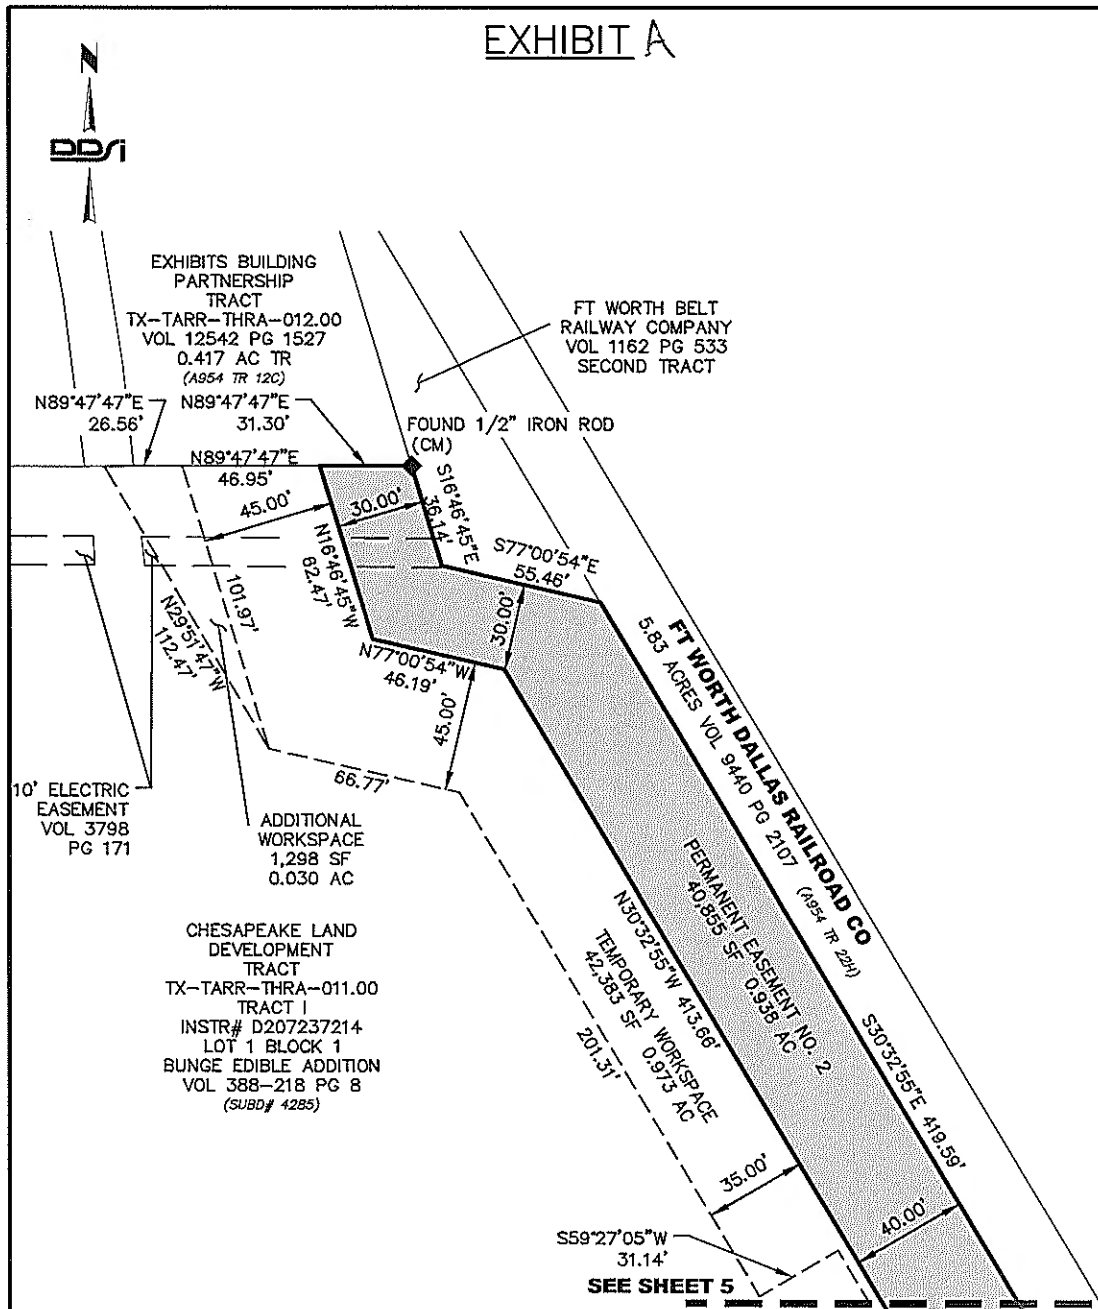 EXHIBIT A
N
DDSi
EXHIBITS BUILDING
PARTNERSHIP
TRACT
TX-TARR-THRA-012.00
VOL 12542 PG 1527
0.417 AC TR
(A954 TR 12C)
FT WORTH BELT
RAILWAY COMPANY
VOL 1162 PG 533
SECOND TRACT
N89°47'47"E
26.56'
N89°47'47"E
31.30'
FOUND 1/2" IRON ROD
(CM)
N89°47'47"E
46.95'
45.00'
30.00'
S16°46'45"E
36.14'
N16°46'45"W
62.47'
S77°00'54"E
55.46'
30.00'
101.97'
N29°51'47"W
112.47'
N77°00'54"W
46.19'
45.00'
66.77'
10' ELECTRIC
EASEMENT
VOL 3798
PG 171
ADDITIONAL
WORKSPACE
1,298 SF
0.030 AC
FT WORTH DALLAS RAILROAD CO
5.83 ACRES VOL 9440 PG 2107 (A954 TR 22H)
PERMANENT EASEMENT NO. 2
40,855 SF 0.938 AC
N30°32'55"W 413.66'
TEMPORARY WORKSPACE
42,383 SF 0.973 AC
201.31'
S30°32'55"E 419.59'
CHESAPEAKE LAND
DEVELOPMENT
TRACT
TX-TARR-THRA-011.00
TRACT I
INSTR# D207237214
LOT 1 BLOCK 1
BUNGE EDIBLE ADDITION
VOL 388-218 PG 8
(SUBD# 4285)
35.00'
40.00'
S59°27'05"W
31.14'
SEE SHEET 5